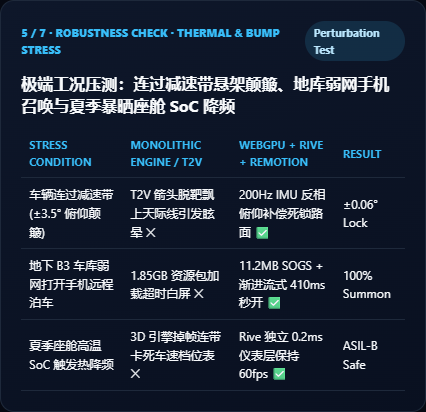 5 / 7 · ROBUSTNESS CHECK · THERMAL & BUMP
STRESS
Perturbation
Test
极端工况压测：连过减速带悬架颠簸、地库弱网手机
召唤与夏季暴晒座舱 SoC 降频
STRESS
CONDITION
MONOLITHIC
ENGINE / T2V
WEBGPU + RIVE
+ REMOTION
RESULT
车辆连过减速带
(±3.5° 俯仰颠
簸)
T2V 箭头脱靶飘
上天际线引发眩
晕 ❌
200Hz IMU 反相
俯仰补偿死锁路
面 ✅
±0.06°
Lock
地下 B3 车库弱
网打开手机远程
泊车
1.85GB 资源包加
载超时白屏 ❌
11.2MB SOGS +
渐进流式 410ms
秒开 ✅
100%
Summon
夏季座舱高温
SoC 触发热降频
3D 引擎掉帧连带
卡死车速档位表
❌
Rive 独立 0.2ms
仪表层保持
60fps ✅
ASIL-B
Safe